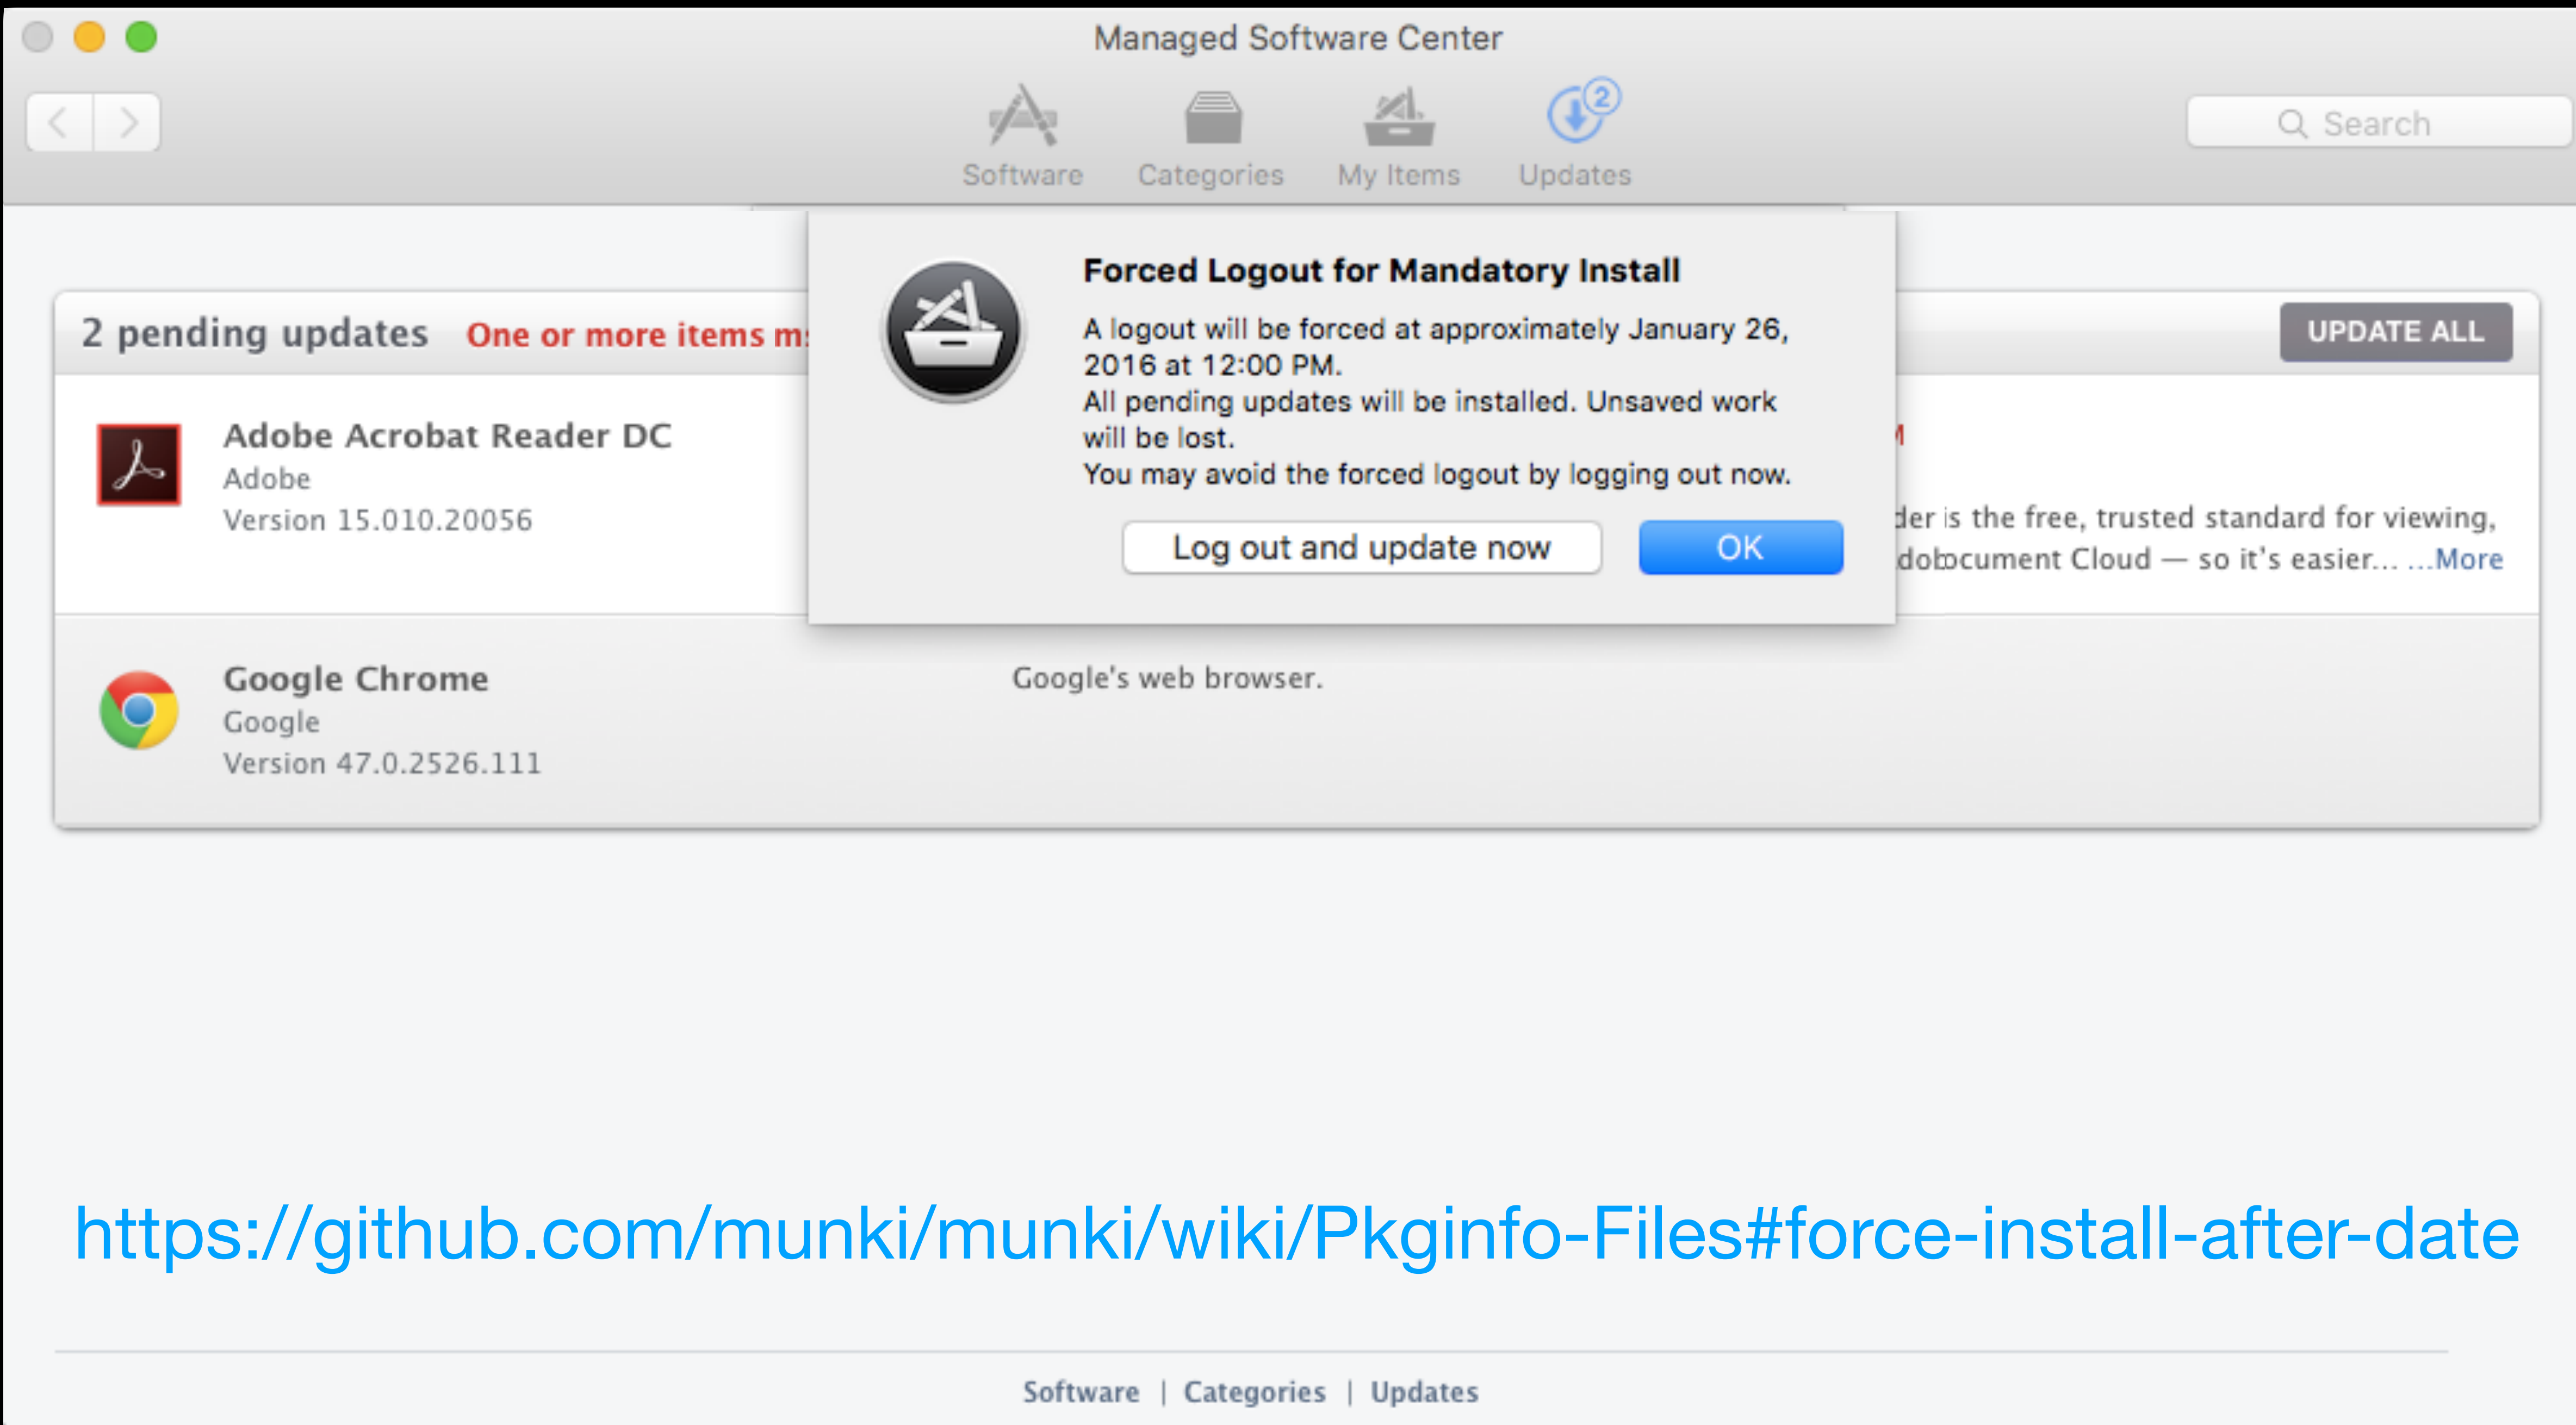 Managed Software Center
Software Categories My Items Updates
2
Search
2 pending updates One or more items
UPDATE ALL
Forced Logout for Mandatory Install
A logout will be forced at approximately January 26,
2016 at 12:00 PM.
All pending updates will be installed. Unsaved work
will be lost.
You may avoid the forced logout by logging out now.
Log out and update now
OK
Adobe Acrobat Reader DC
Adobe
Version 15.010.20056
is the free, trusted standard for viewing,
Cloud — so it's easier... ...More
Google Chrome
Google
Version 47.0.2526.111
Google's web browser.
https://github.com/munki/munki/wiki/Pkginfo-Files#force-install-after-date
Software | Categories | Updates